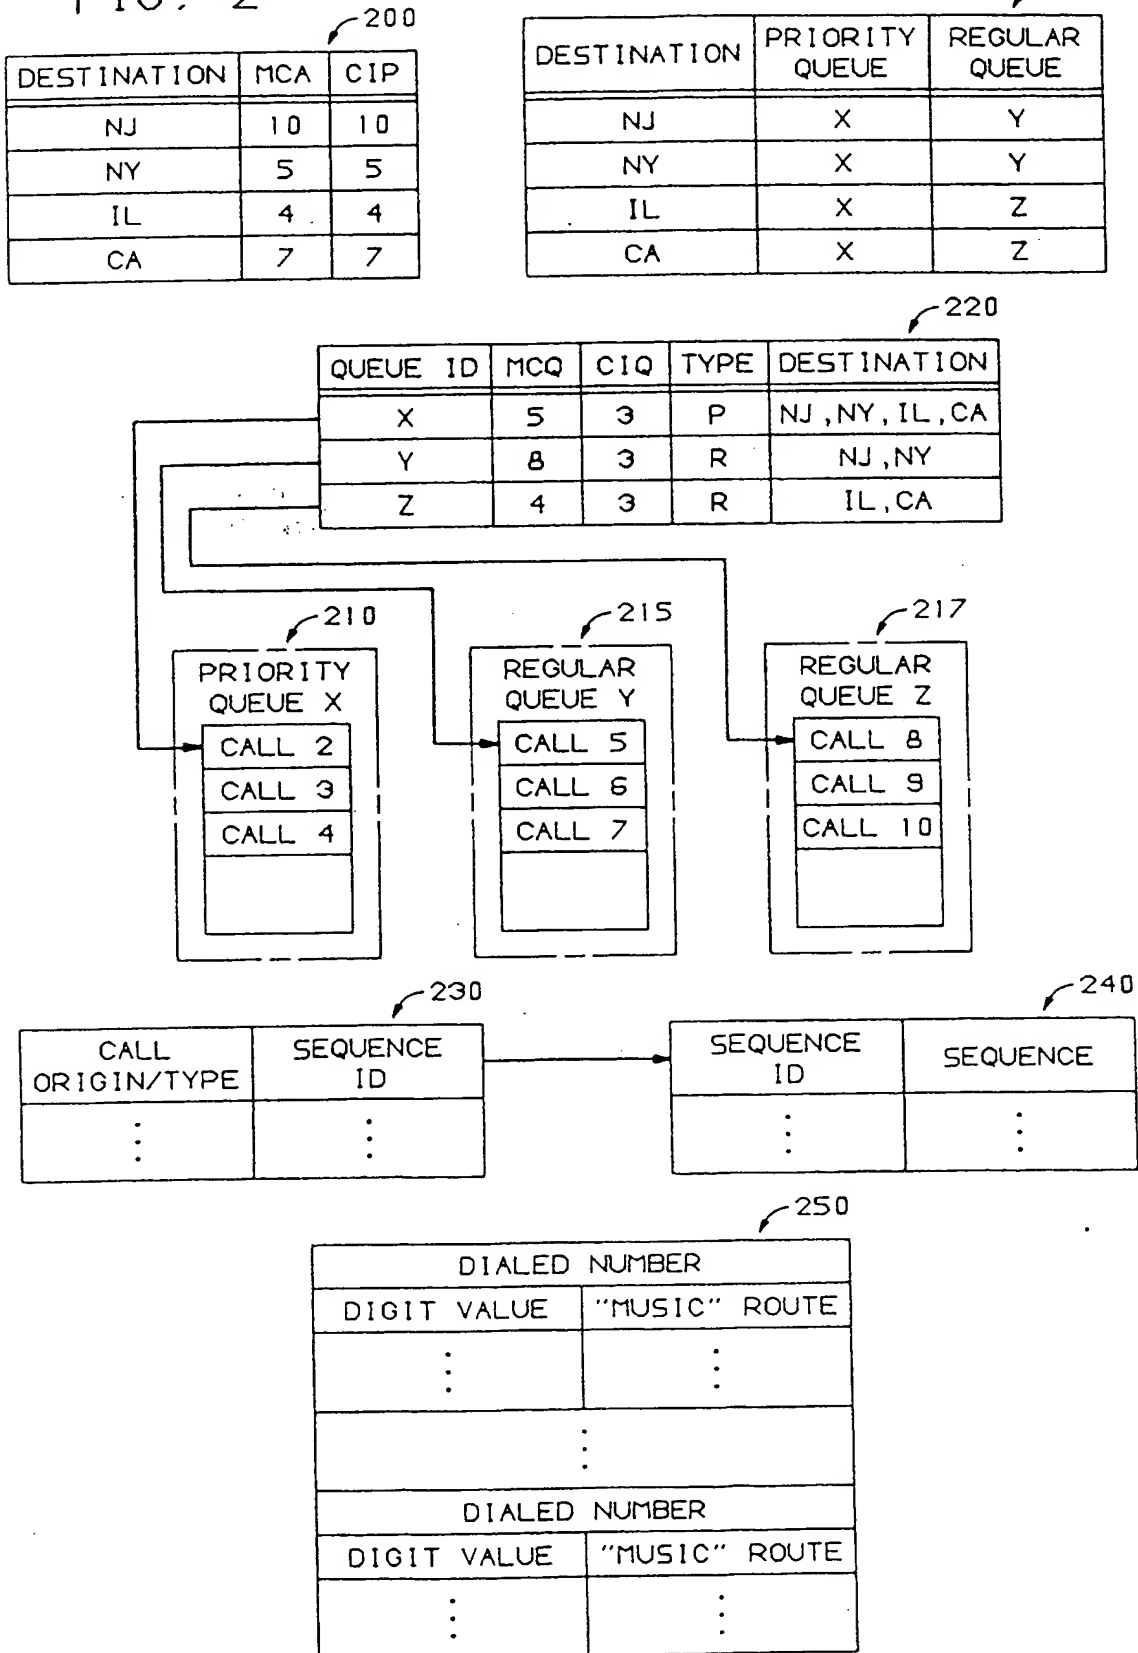 FIG. 2
200
DESTINATION MCA CIP
NJ 10 10
NY 5 5
IL 4 4
CA 7 7
DESTINATION PRIORITY QUEUE REGULAR QUEUE
NJ X Y
NY X Y
IL X Z
CA X Z
220
QUEUE ID MCQ CIQ TYPE DESTINATION
X 5 3 P NJ,NY,IL,CA
Y 8 3 R NJ,NY
Z 4 3 R IL,CA
210
PRIORITY
QUEUE X
CALL 2
CALL 3
CALL 4
215
REGULAR
QUEUE Y
CALL 5
CALL 6
CALL 7
217
REGULAR
QUEUE Z
CALL 8
CALL 9
CALL 10
230
CALL ORIGIN/TYPE SEQUENCE ID
240
SEQUENCE ID SEQUENCE
250
DIALED NUMBER
DIGIT VALUE "MUSIC" ROUTE
DIALED NUMBER
DIGIT VALUE "MUSIC" ROUTE